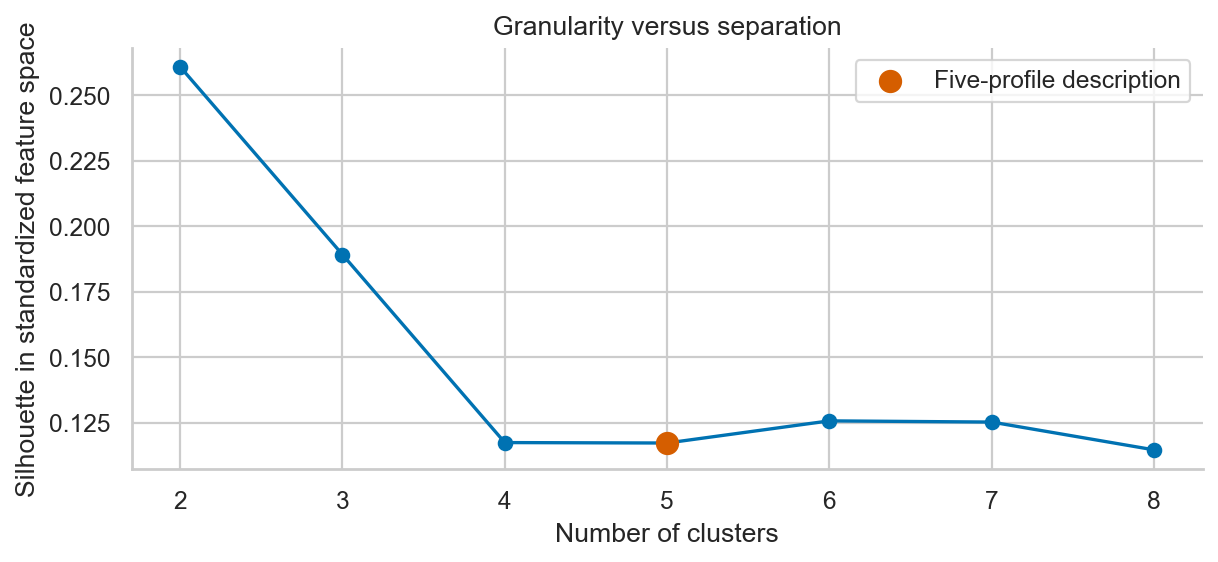 Granularity versus separation
Five-profile description
Silhouette in standardized feature space
0.250
0.225
0.200
0.175
0.150
0.125
2 3 4 5 6 7 8
Number of clusters